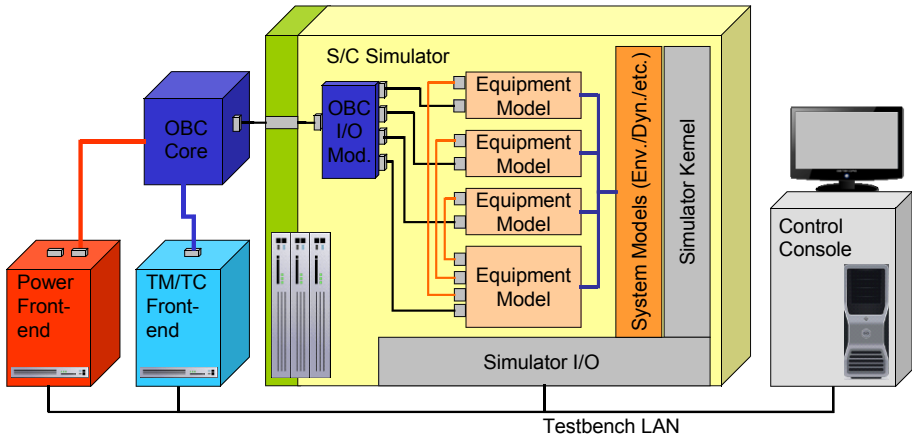 S/C Simulator
OBC
Core
OBC
I/O
Mod.
Equipment
Model
Equipment
Model
Equipment
Model
Equipment
Model
System Models (Env./Dyn./etc.)
Simulator Kernel
Control
Console
Power
Front-
end
TM/TC
Front-
end
Simulator I/O
Testbench LAN